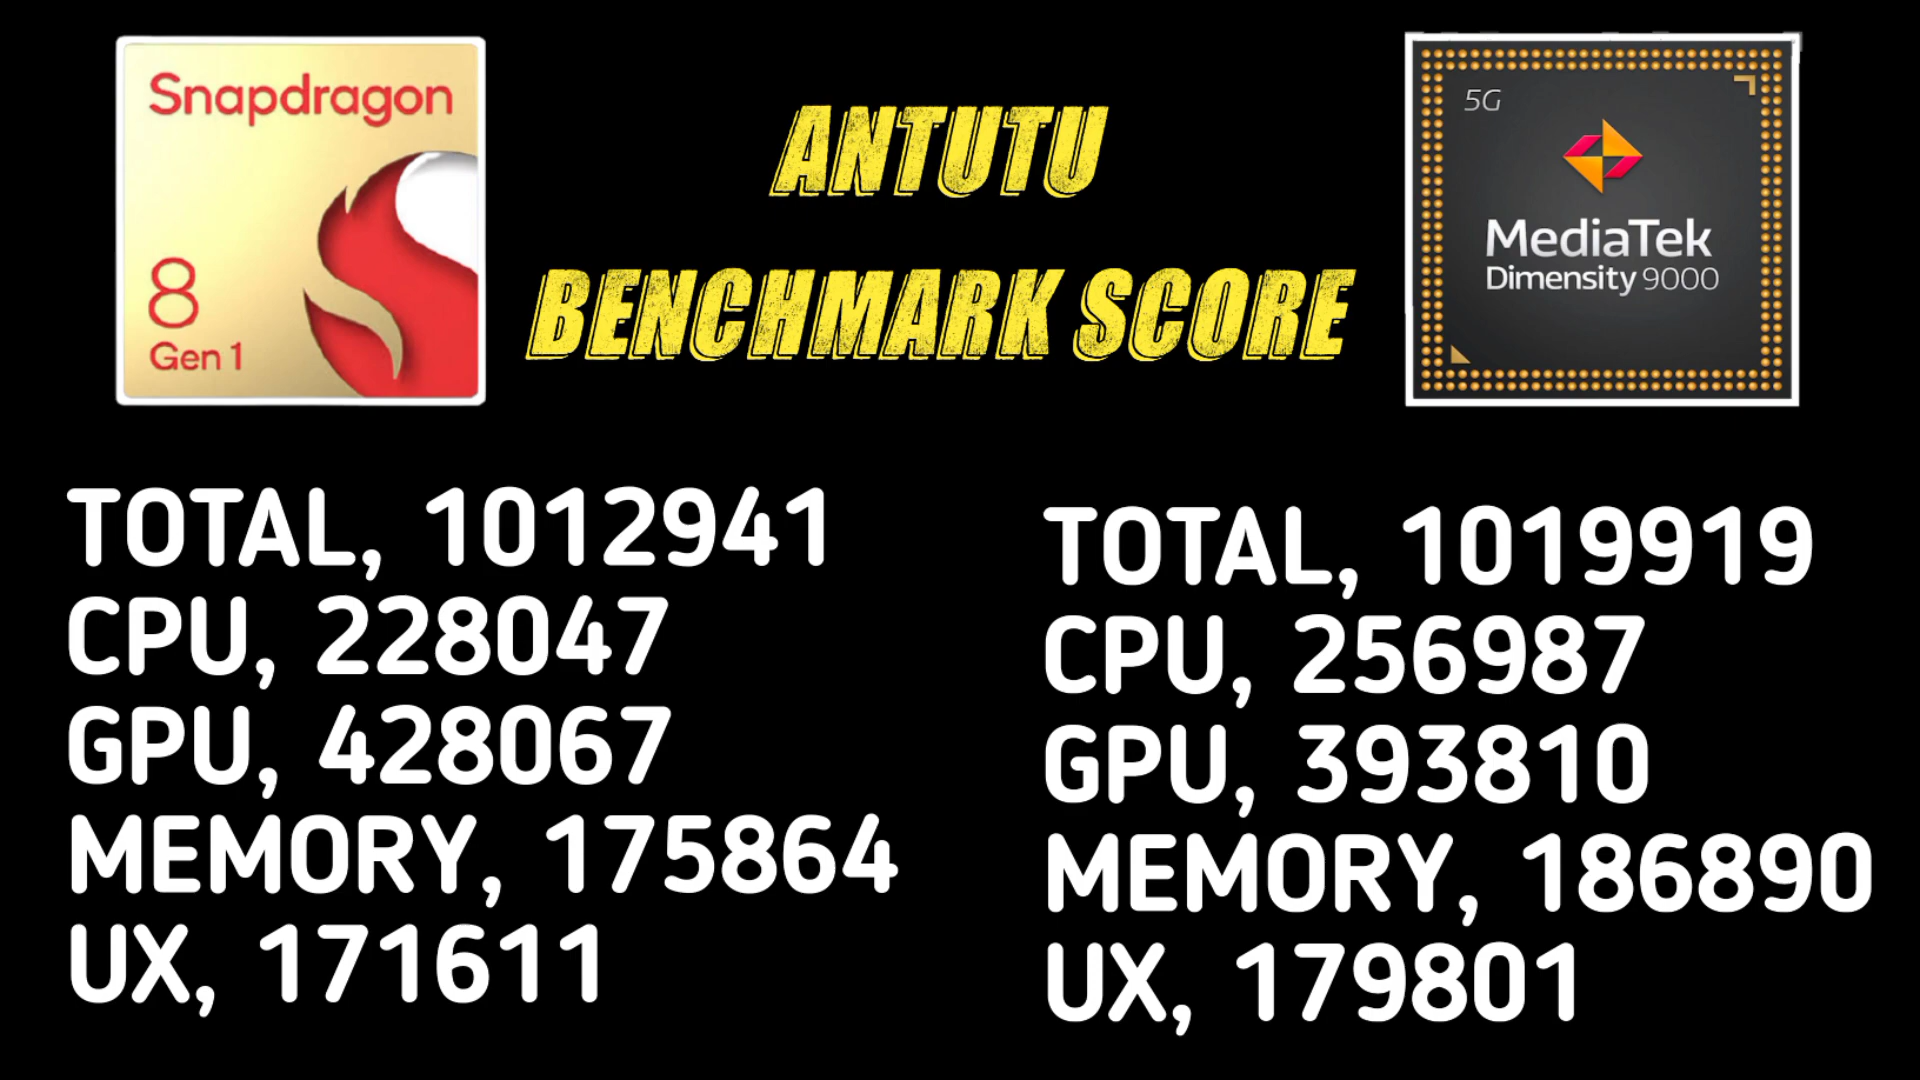 Snapdragon
8
Gen 1
ANTUTU
BENCHMARK SCORE
5G
MediaTek
Dimensity 9000
TOTAL, 1012941
CPU, 228047
GPU, 428067
MEMORY, 175864
UX, 171611
TOTAL, 1019919
CPU, 256987
GPU, 393810
MEMORY, 186890
UX, 179801